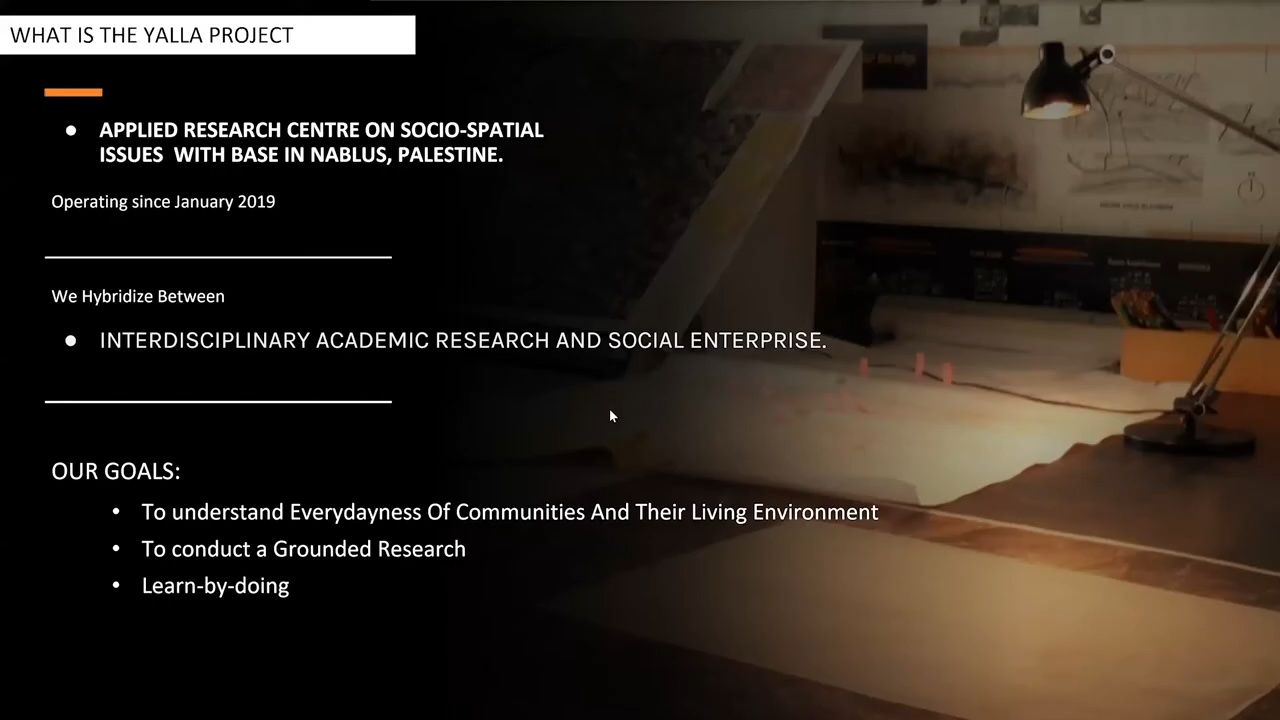 WHAT IS THE YALLA PROJECT
● APPLIED RESEARCH CENTRE ON SOCIO-SPATIAL
ISSUES WITH BASE IN NABLUS, PALESTINE.
Operating since January 2019
We Hybridize Between
● INTERDISCIPLINARY ACADEMIC RESEARCH AND SOCIAL ENTERPRISE.
OUR GOALS:
• To understand Everydayness Of Communities And Their Living Environment
• To conduct a Grounded Research
• Learn-by-doing